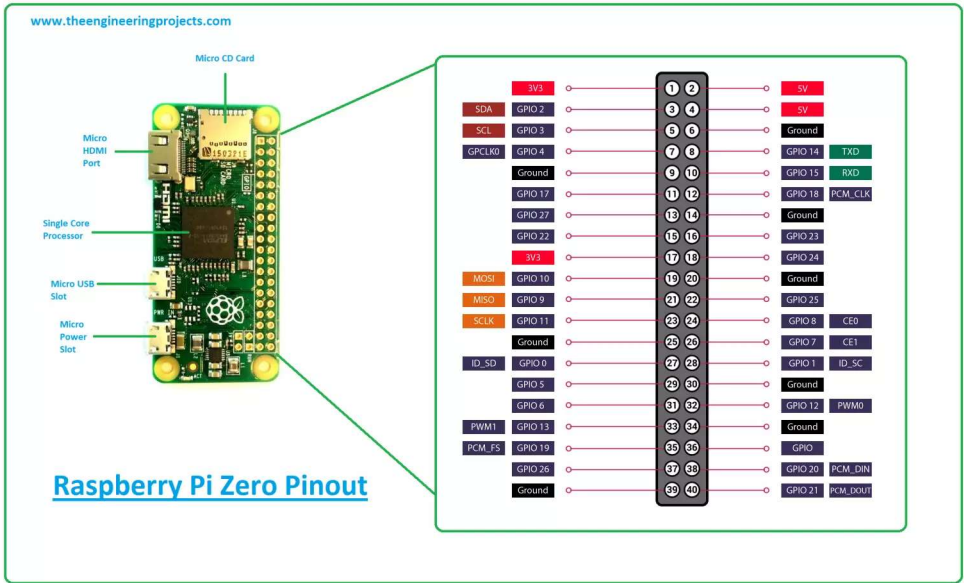 www.theengineeringprojects.com
Micro CD Card
Micro
HDMI
Port
Single Core
Processor
Micro USB
Slot
Micro
Power
Slot
Raspberry Pi Zero Pinout
3V3 1 2 5V
SDA GPIO 2 3 4 5V
SCL GPIO 3 5 6 Ground
GPCLK0 GPIO 4 7 8 GPIO 14 TXD
Ground 9 10 GPIO 15 RXD
GPIO 17 11 12 GPIO 18 PCM_CLK
GPIO 27 13 14 Ground
GPIO 22 15 16 GPIO 23
3V3 17 18 GPIO 24
MOSI GPIO 10 19 20 Ground
MISO GPIO 9 21 22 GPIO 25
SCLK GPIO 11 23 24 GPIO 8 CE0
Ground 25 26 GPIO 7 CE1
ID_SD GPIO 0 27 28 GPIO 1 ID_SC
GPIO 5 29 30 Ground
GPIO 6 31 32 GPIO 12 PWM0
PWM1 GPIO 13 33 34 Ground
PCM_FS GPIO 19 35 36 GPIO
GPIO 26 37 38 GPIO 20 PCM_DIN
Ground 39 40 GPIO 21 PCM_DOUT
HDMI
USB
PWR IN
ACT
GPIO